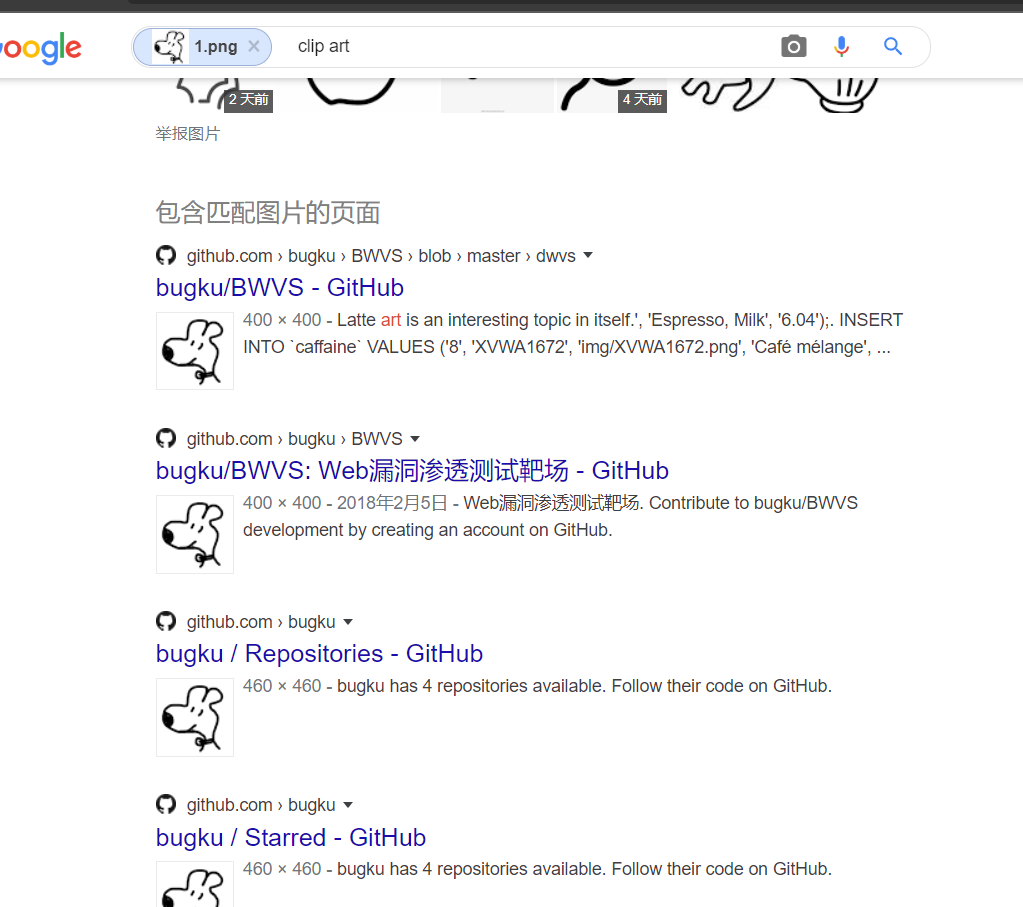 oogle
1.png ✕ clip art
2 天前
4 天前
举报图片
包含匹配图片的页面
github.com › bugku › BWVS › blob › master › dwvs
bugku/BWVS - GitHub
400 × 400 - Latte art is an interesting topic in itself.', 'Espresso, Milk', '6.04');. INSERT
INTO `caffaine` VALUES ('8', 'XVWA1672', 'img/XVWA1672.png', 'Café mélange', ...
github.com › bugku › BWVS
bugku/BWVS: Web漏洞渗透测试靶场 - GitHub
400 × 400 - 2018年2月5日 - Web漏洞渗透测试靶场. Contribute to bugku/BWVS
development by creating an account on GitHub.
github.com › bugku
bugku / Repositories - GitHub
460 × 460 - bugku has 4 repositories available. Follow their code on GitHub.
github.com › bugku
bugku / Starred - GitHub
460 × 460 - bugku has 4 repositories available. Follow their code on GitHub.